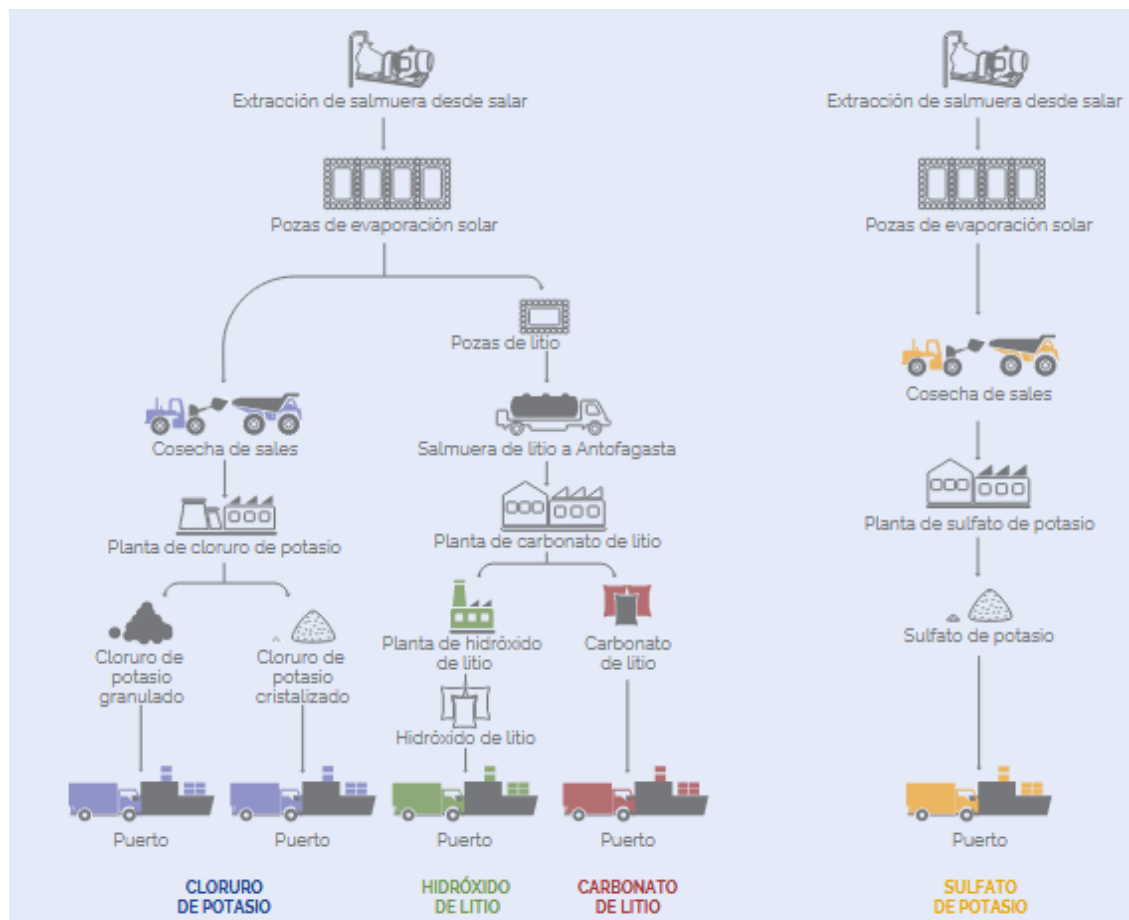 Extracción de salmuera desde salar
Extracción de salmuera desde salar
Pozas de evaporación solar
Pozas de evaporación solar
Pozas de litio
Cosecha de sales
Cosecha de sales
Salmuera de litio a Antofagasta
Planta de sulfato de potasio
Planta de cloruro de potasio
Planta de carbonato de litio
Cloruro de
potasio
granulado
Cloruro de
potasio
cristalizado
Planta de hidróxido
de litio
Carbonato
de litio
Sulfato de potasio
Hidróxido de litio
Puerto
Puerto
Puerto
Puerto
Puerto
CLORURO
DE POTASIO
HIDRÓXIDO
DE LITIO
CARBONATO
DE LITIO
SULFATO
DE POTASIO